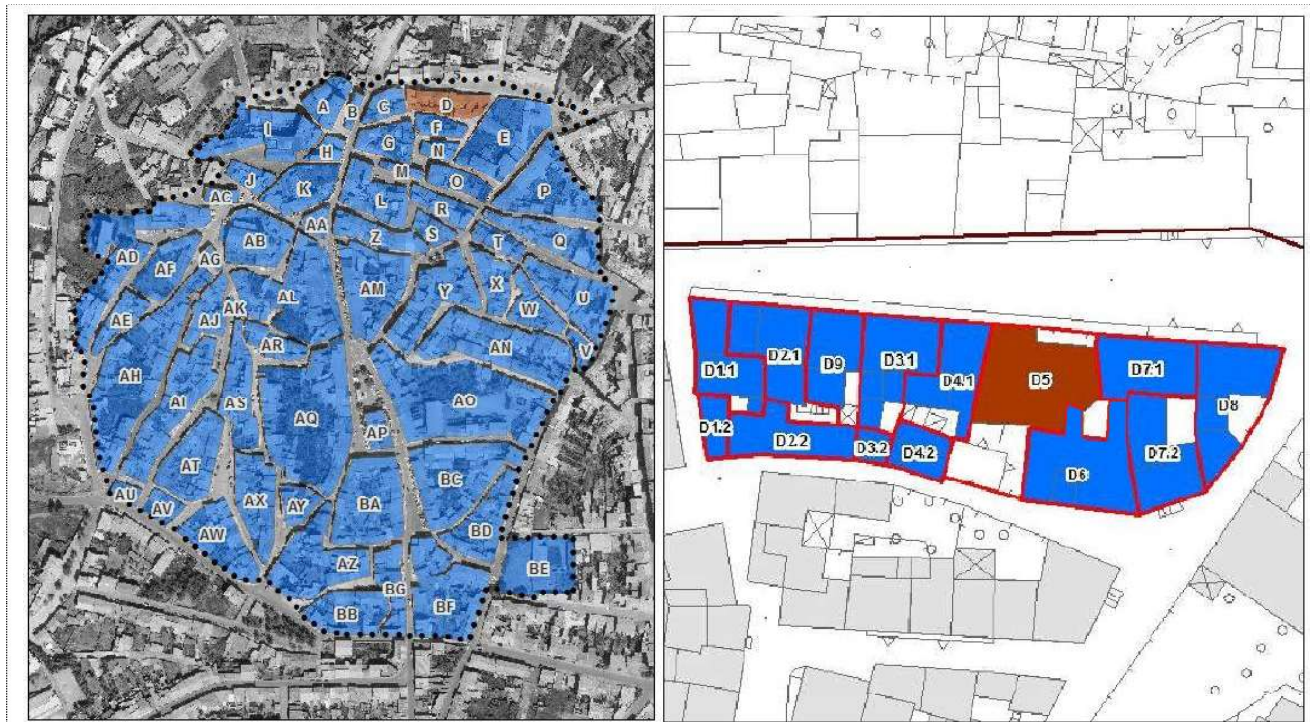 A
B
C
D
I
F
E
G
N
H
M
J
K
O
P
AC
L
R
AA
S
AB
Z
T
Q
AD
AF
AG
Y
X
U
AE
AJ
AK
AL
AM
W
AR
AN
V
AH
AI
AS
AQ
AO
AP
AT
BC
AU
AV
AX
AY
BA
AW
BD
AZ
BE
BG
BB
BF
D1.1
D2.1
D9
D3.1
D4.1
D5
D7.1
D8
D1.2
D2.2
D3.2
D4.2
D6
D7.2